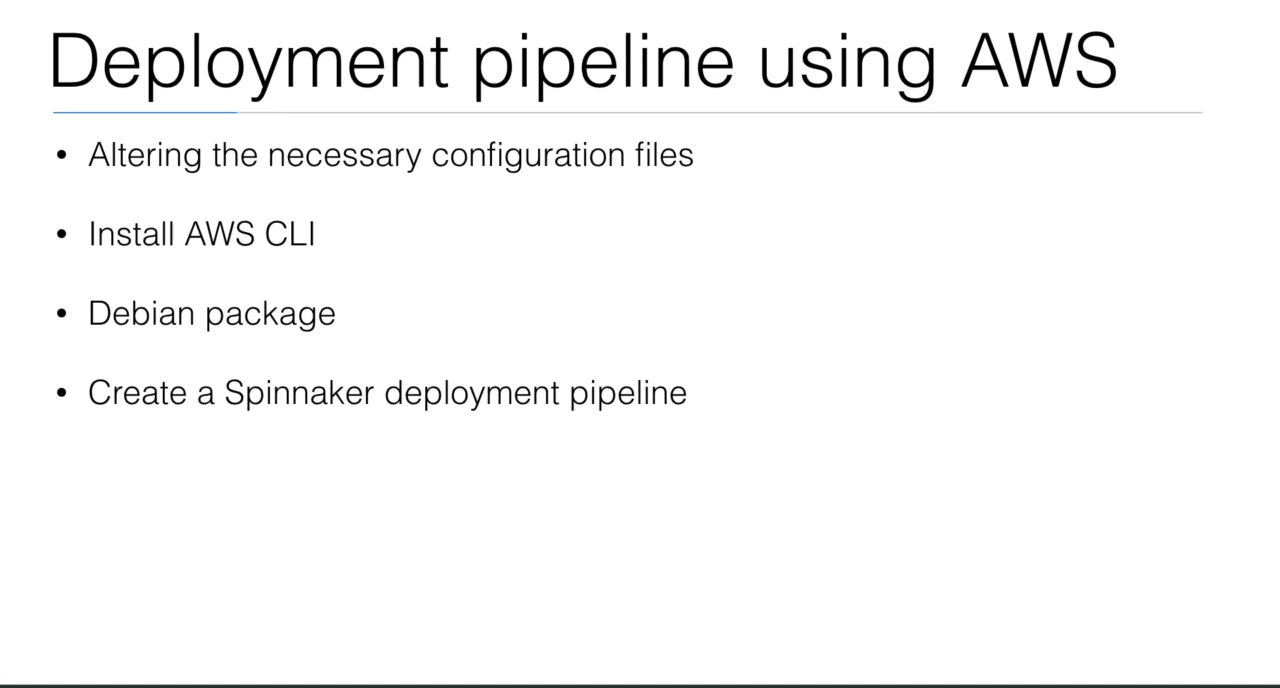 Deployment pipeline using AWS
• Altering the necessary configuration files
• Install AWS CLI
• Debian package
• Create a Spinnaker deployment pipeline